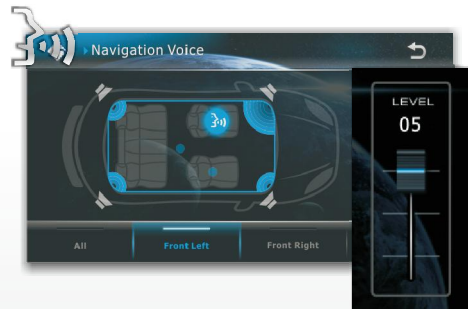 Navigation Voice
LEVEL
05
All
Front Left
Front Right